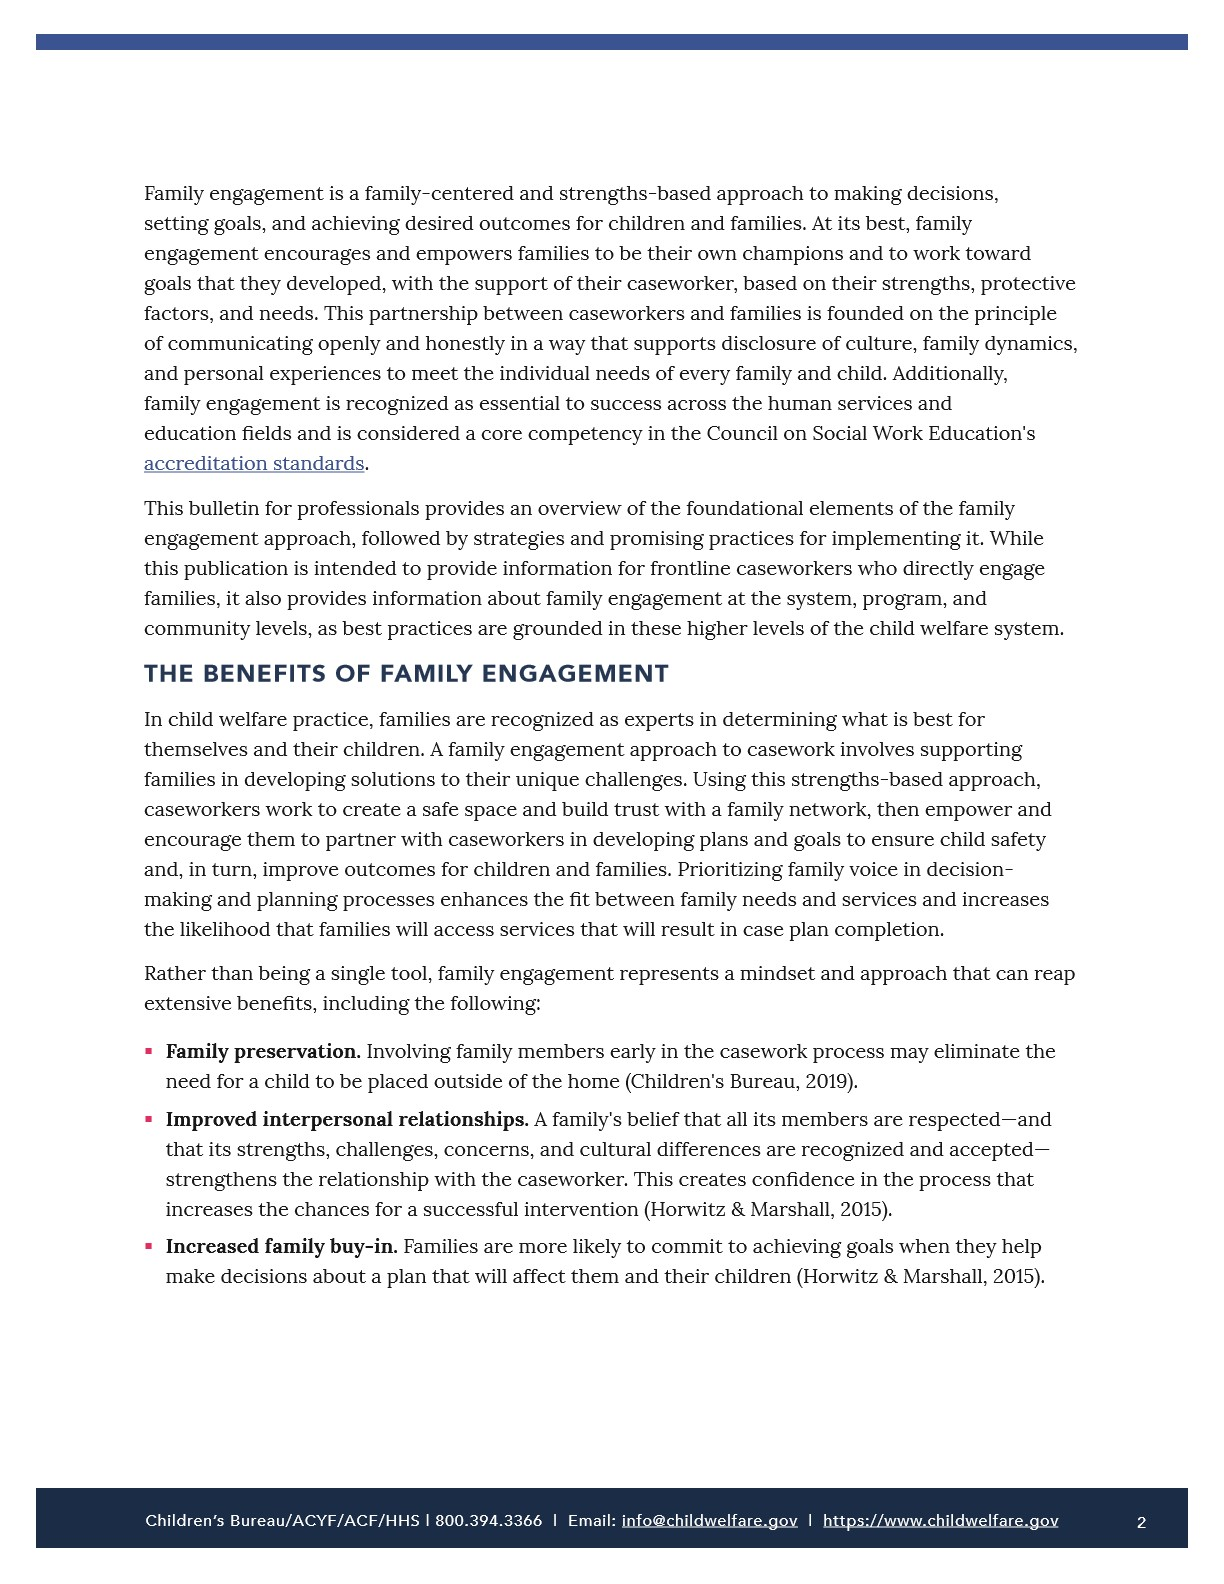 Family engagement is a family-centered and strengths-based approach to making decisions,
setting goals, and achieving desired outcomes for children and families. At its best, family
engagement encourages and empowers families to be their own champions and to work toward
goals that they developed, with the support of their caseworker, based on their strengths, protective
factors, and needs. This partnership between caseworkers and families is founded on the principle
of communicating openly and honestly in a way that supports disclosure of culture, family dynamics,
and personal experiences to meet the individual needs of every family and child. Additionally,
family engagement is recognized as essential to success across the human services and
education fields and is considered a core competency in the Council on Social Work Education's
accreditation standards.
This bulletin for professionals provides an overview of the foundational elements of the family
engagement approach, followed by strategies and promising practices for implementing it. While
this publication is intended to provide information for frontline caseworkers who directly engage
families, it also provides information about family engagement at the system, program, and
community levels, as best practices are grounded in these higher levels of the child welfare system.
THE BENEFITS OF FAMILY ENGAGEMENT
In child welfare practice, families are recognized as experts in determining what is best for
themselves and their children. A family engagement approach to casework involves supporting
families in developing solutions to their unique challenges. Using this strengths-based approach,
caseworkers work to create a safe space and build trust with a family network, then empower and
encourage them to partner with caseworkers in developing plans and goals to ensure child safety
and, in turn, improve outcomes for children and families. Prioritizing family voice in decision-
making and planning processes enhances the fit between family needs and services and increases
the likelihood that families will access services that will result in case plan completion.
Rather than being a single tool, family engagement represents a mindset and approach that can reap
extensive benefits, including the following:
▪ Family preservation. Involving family members early in the casework process may eliminate the
need for a child to be placed outside of the home (Children's Bureau, 2019).
▪ Improved interpersonal relationships. A family's belief that all its members are respected—and
that its strengths, challenges, concerns, and cultural differences are recognized and accepted—
strengthens the relationship with the caseworker. This creates confidence in the process that
increases the chances for a successful intervention (Horwitz & Marshall, 2015).
▪ Increased family buy-in. Families are more likely to commit to achieving goals when they help
make decisions about a plan that will affect them and their children (Horwitz & Marshall, 2015).
Children’s Bureau/ACYF/ACF/HHS | 800.394.3366 | Email: info@childwelfare.gov | https://www.childwelfare.gov 2